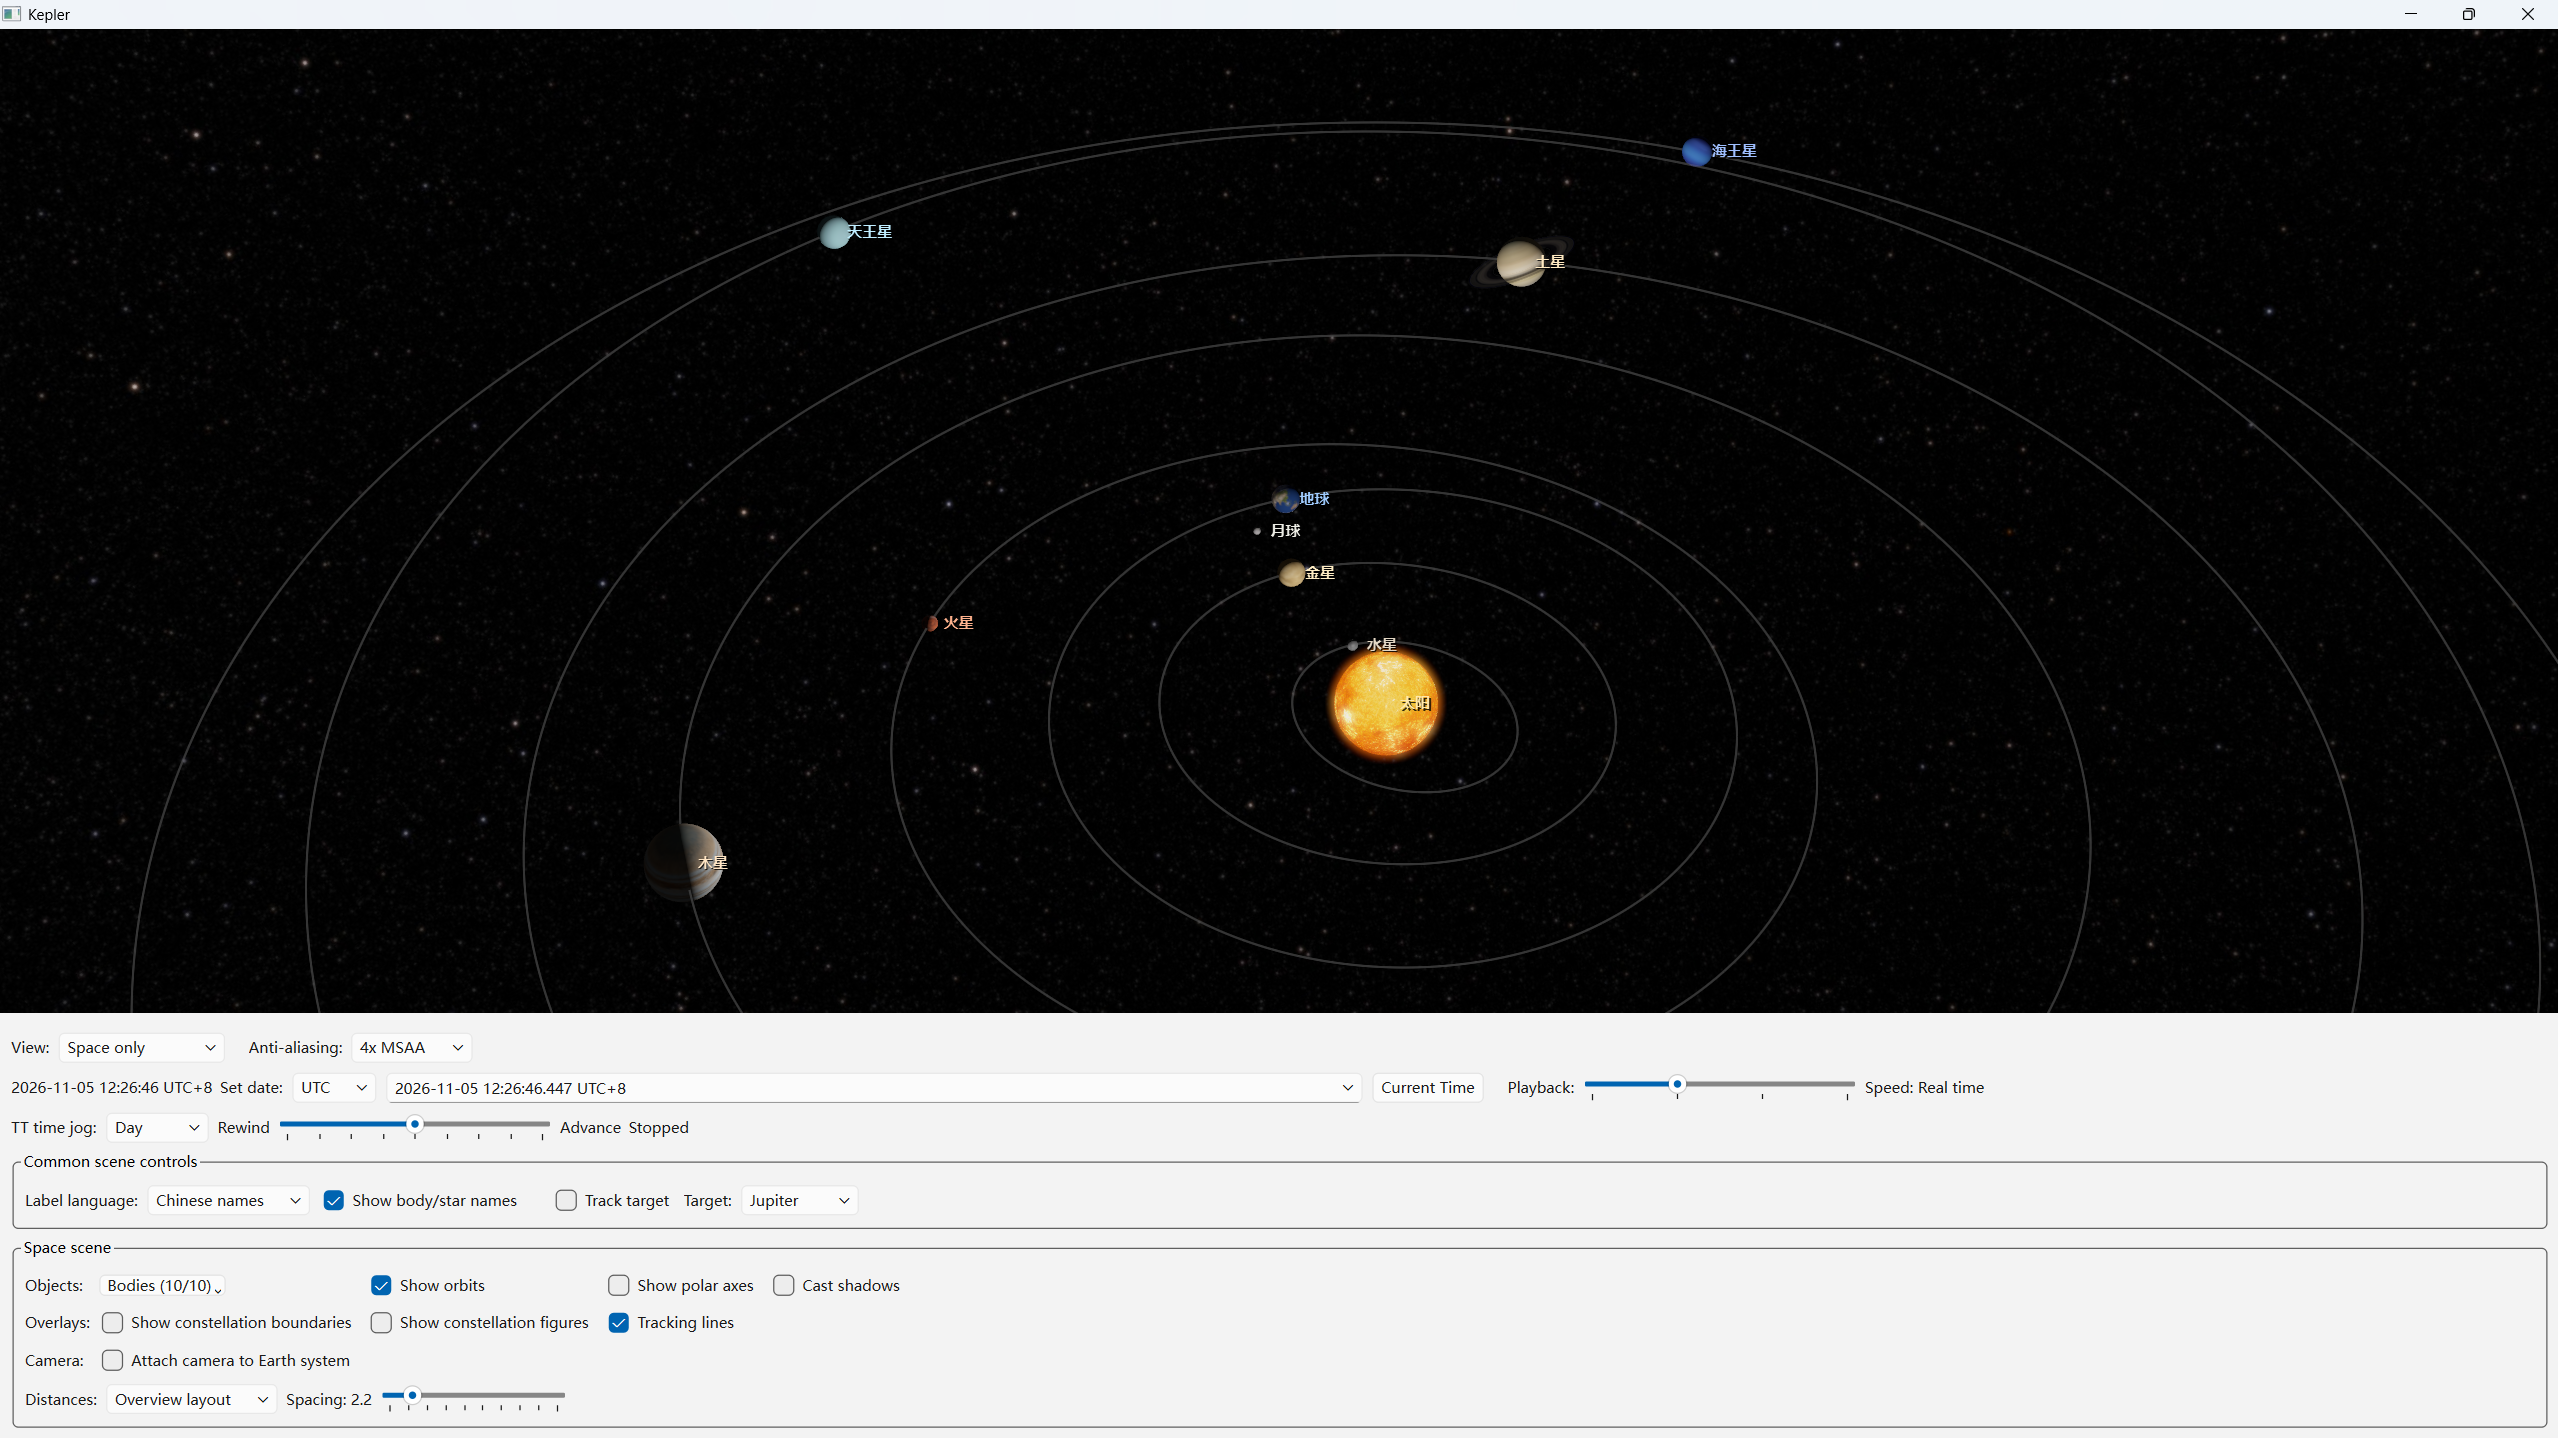 Kepler
海王星
天王星
土星
地球
月球
金星
火星
水星
太阳
木星
View: Space only Anti-aliasing: 4x MSAA
2026-11-05 12:26:46 UTC+8 Set date: UTC 2026-11-05 12:26:46.447 UTC+8 Current Time Playback: Speed: Real time
TT time jog: Day Rewind Advance Stopped
Common scene controls
Label language: Chinese names Show body/star names Track target Target: Jupiter
Space scene
Objects: Bodies (10/10) Show orbits Show polar axes Cast shadows
Overlays: Show constellation boundaries Show constellation figures Tracking lines
Camera: Attach camera to Earth system
Distances: Overview layout Spacing: 2.2